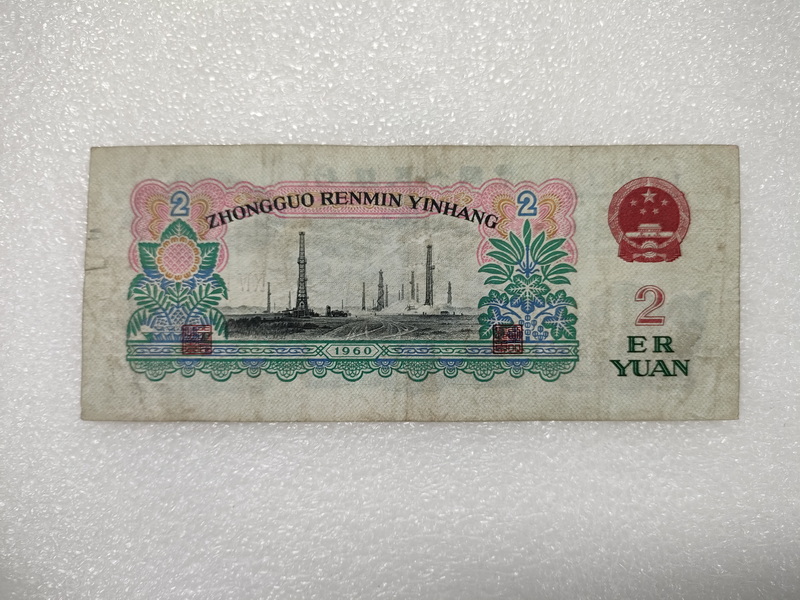 2
ZHONGGUO RENMIN YINHANG
2
1960
2
ER
YUAN